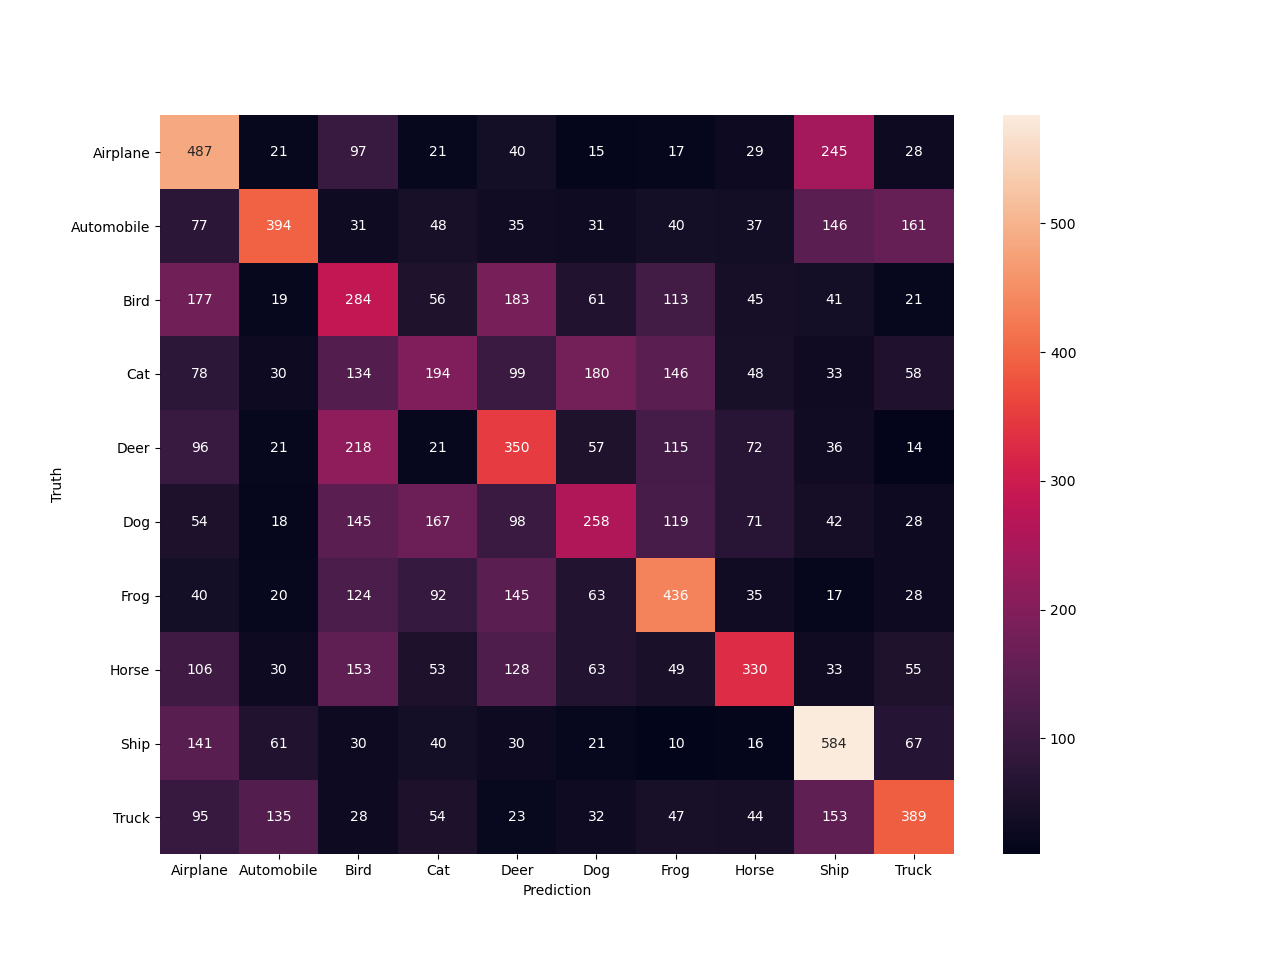 Airplane 487 21 97 21 40 15 17 29 245 28
Automobile 77 394 31 48 35 31 40 37 146 161
500
Bird 177 19 284 56 183 61 113 45 41 21
Cat 78 30 134 194 99 180 146 48 33 58
400
Deer 96 21 218 21 350 57 115 72 36 14
Truth
300
Dog 54 18 145 167 98 258 119 71 42 28
Frog 40 20 124 92 145 63 436 35 17 28
200
Horse 106 30 153 53 128 63 49 330 33 55
Ship 141 61 30 40 30 21 10 16 584 67
100
Truck 95 135 28 54 23 32 47 44 153 389
Airplane Automobile Bird Cat Deer Dog Frog Horse Ship Truck
Prediction